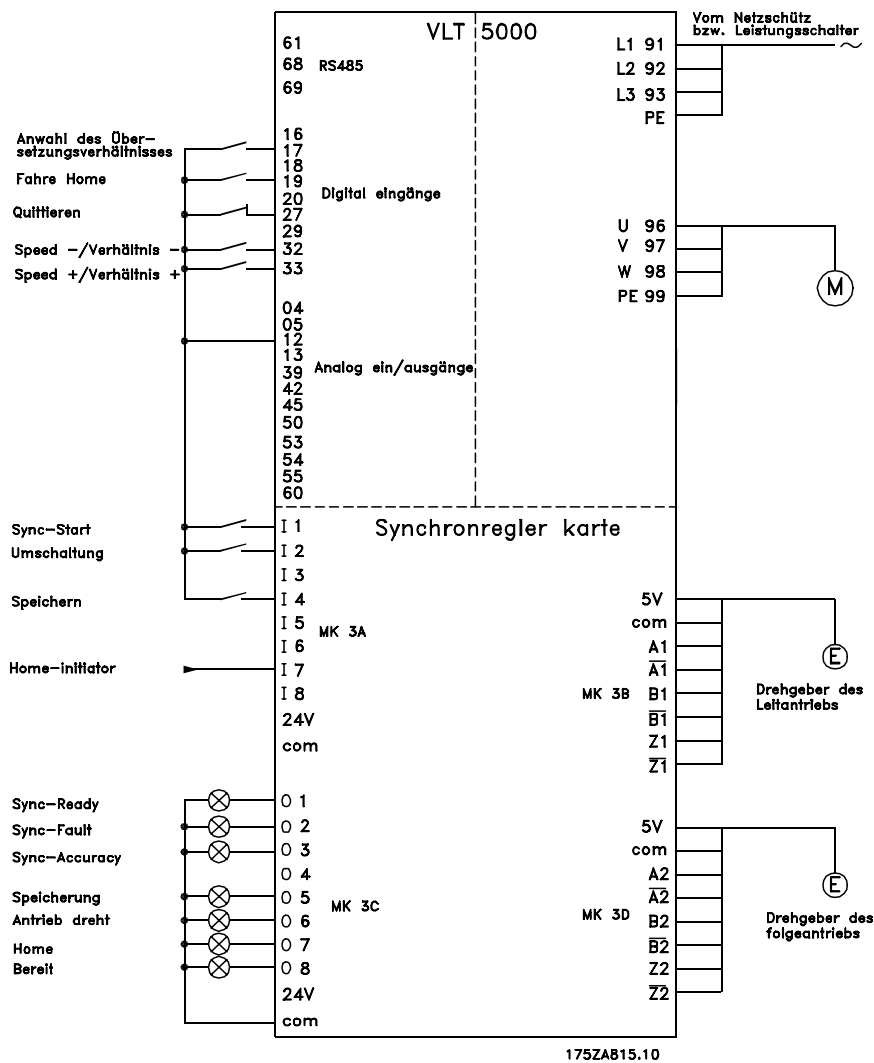 VLT 5000
Vom Netzschütz
bzw. Leistungsschalter
61
68 RS485
69
L1 91
L2 92
L3 93
PE
Anwahl des Über-
setzungsverhältnisses
Fahre Home
Quittieren
Speed -/Verhältnis -
Speed +/Verhältnis +
16
17
18
19
20
27
29
32
33
Digital eingänge
U 96
V 97
W 98
PE 99
M
04
05
12
13
39
42
45
50
53
54
55
60
Analog ein/ausgänge
Synchronregler karte
Sync-Start
Umschaltung
Speichern
Home-initiator
I 1
I 2
I 3
I 4
I 5
I 6
I 7
I 8
24V
com
MK 3A
5V
com
A1
A̅1̅
B1
B̅1̅
Z1
Z̅1̅
MK 3B
E
Drehgeber des
Leitantriebs
Sync-Ready
Sync-Fault
Sync-Accuracy
Speicherung
Antrieb dreht
Home
Bereit
O 1
O 2
O 3
O 4
O 5
O 6
O 7
O 8
24V
com
MK 3C
5V
com
A2
A̅2̅
B2
B̅2̅
Z2
Z̅2̅
MK 3D
E
Drehgeber des
folgeantriebs
175ZA815.10